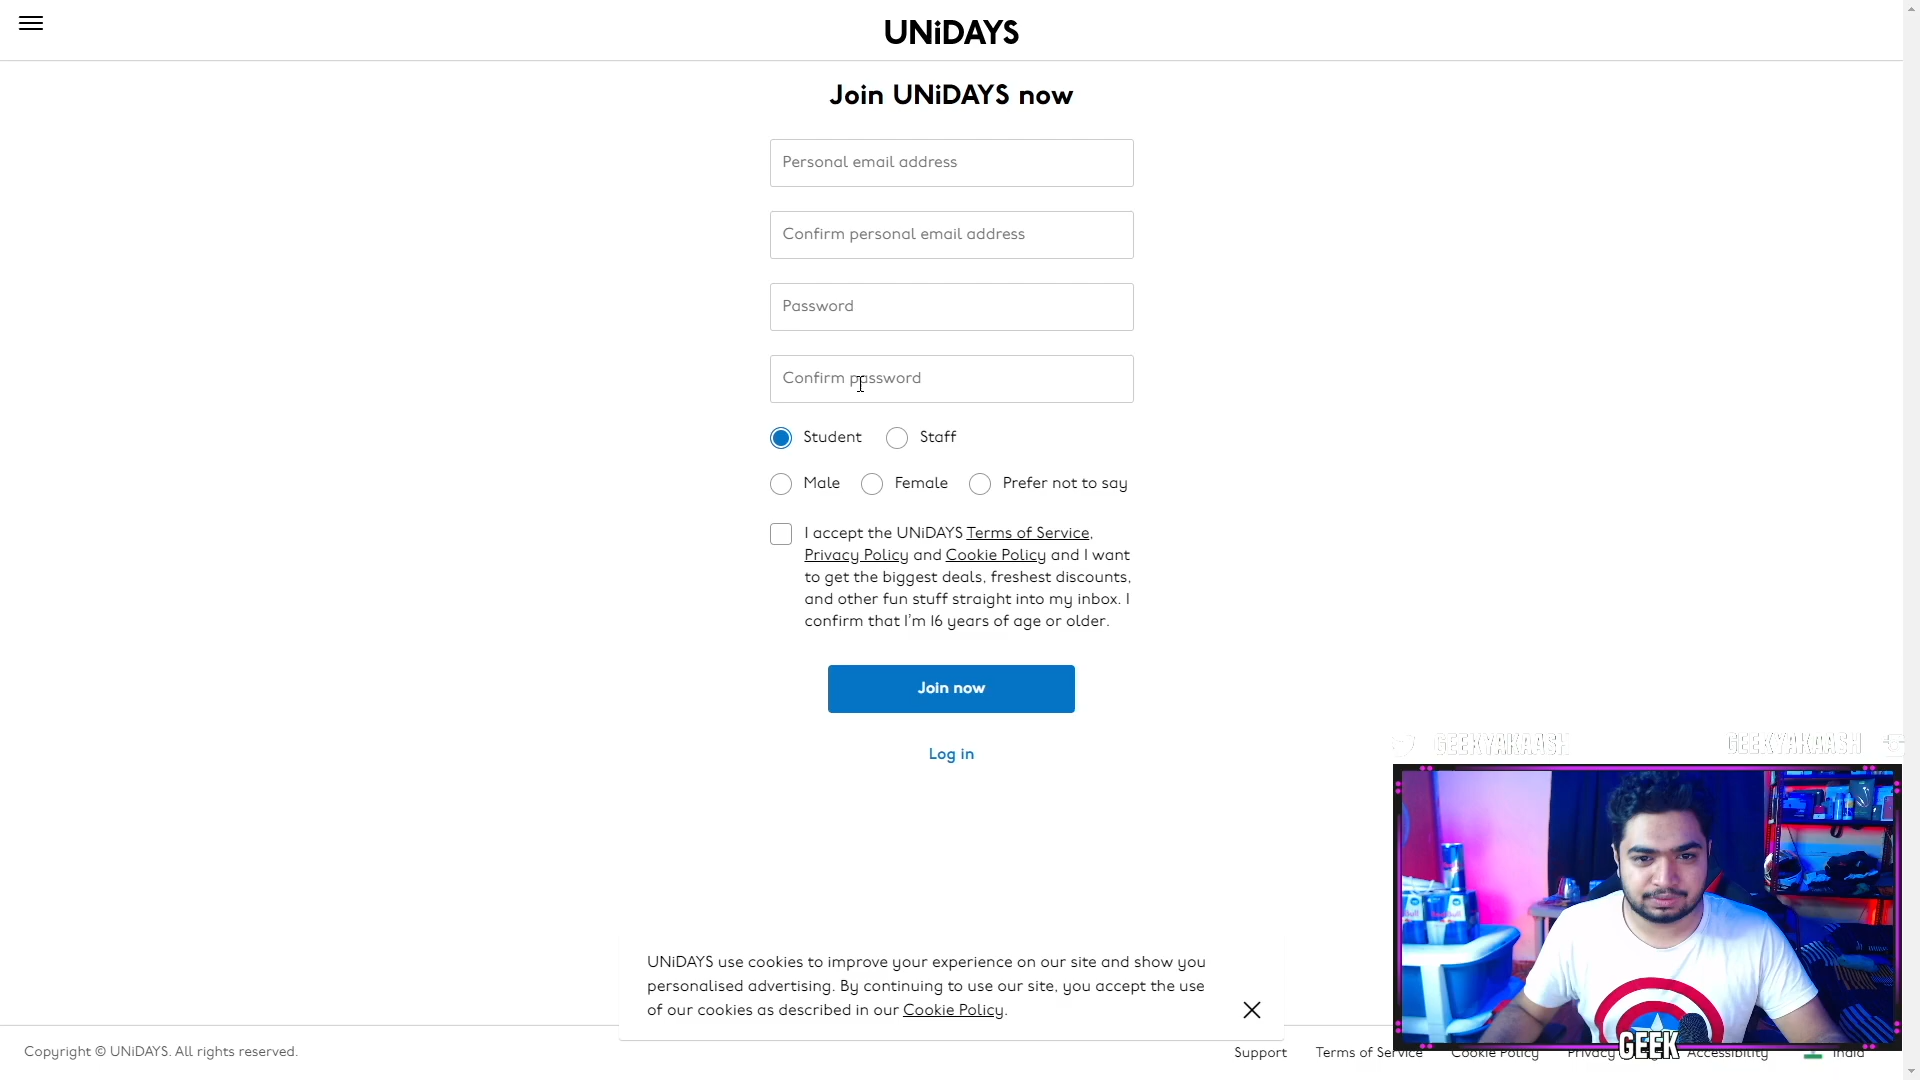 UNiDAYS
Join UNiDAYS now
Personal email address
Confirm personal email address
Password
Confirm password
Student
Staff
Male
Female
Prefer not to say
I accept the UNiDAYS Terms of Service,
Privacy Policy and Cookie Policy and I want
to get the biggest deals, freshest discounts,
and other fun stuff straight into my inbox. I
confirm that I'm 16 years of age or older.
Join now
Log in
GEEKYAKAASH
GEEKYAKAASH
UNiDAYS use cookies to improve your experience on our site and show you
personalised advertising. By continuing to use our site, you accept the use
of our cookies as described in our Cookie Policy.
GEEK
Copyright © UNiDAYS. All rights reserved.
Support
Terms of Service
Cookie Policy
Privacy
Accessibility
India